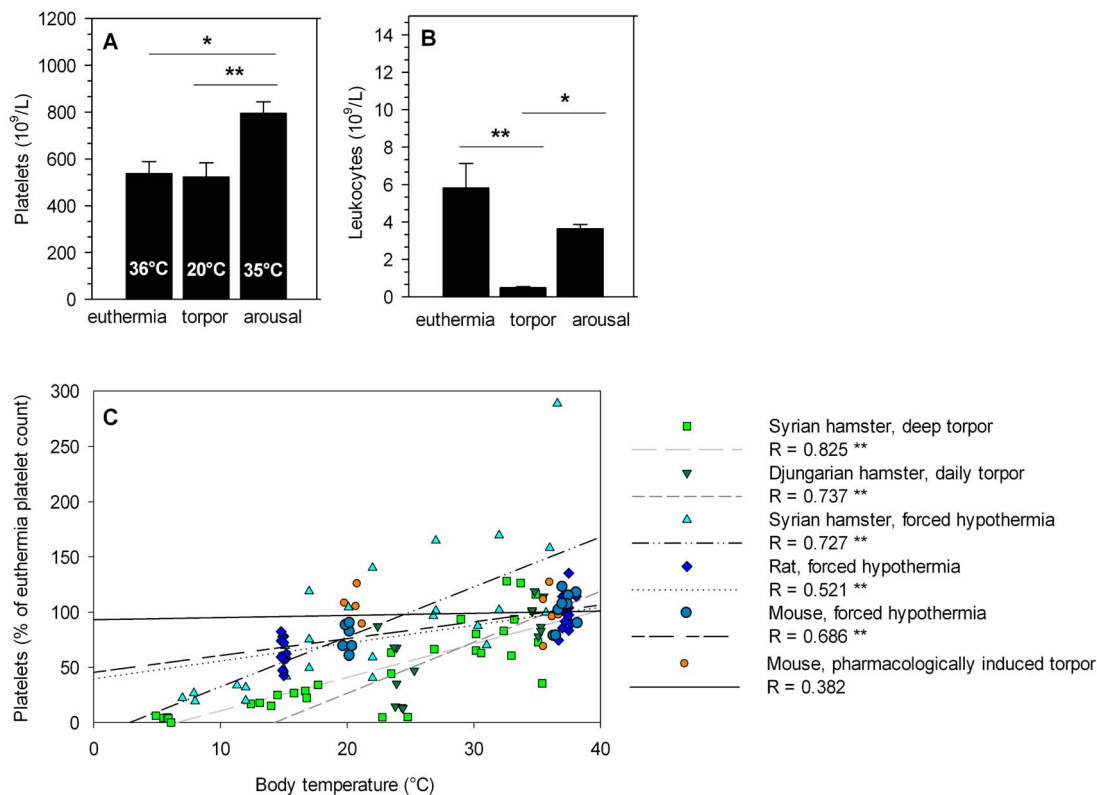 A
Platelets (10⁹/L)
1200
1000
800
600
400
200
0
*
**
36°C 20°C 35°C
euthermia torpor arousal
B
Leukocytes (10⁹/L)
14
12
10
8
6
4
2
0
**
*
euthermia torpor arousal
C
Platelets (% of euthermia platelet count)
300
250
200
150
100
50
0
0 10 20 30 40
Body temperature (°C)
Syrian hamster, deep torpor
R = 0.825 **
Djungarian hamster, daily torpor
R = 0.737 **
Syrian hamster, forced hypothermia
R = 0.727 **
Rat, forced hypothermia
R = 0.521 **
Mouse, forced hypothermia
R = 0.686 **
Mouse, pharmacologically induced torpor
R = 0.382